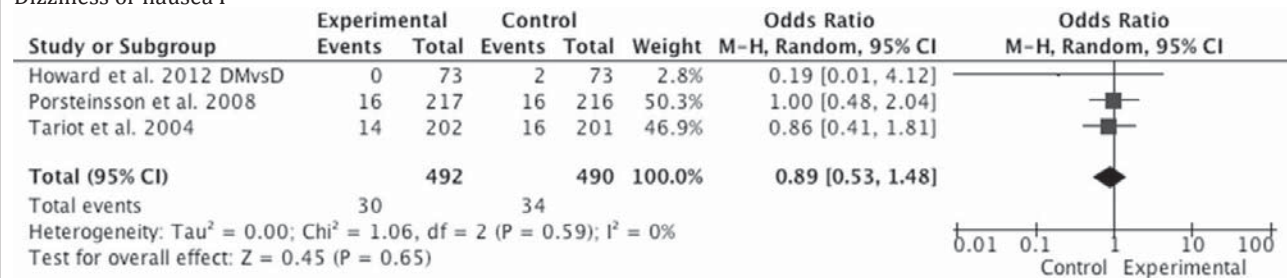 Dizziness or nausea
Experimental Control Odds Ratio Odds Ratio
Study or Subgroup Events Total Events Total Weight M-H, Random, 95% CI M-H, Random, 95% CI
Howard et al. 2012 DMvsD 0 73 2 73 2.8% 0.19 [0.01, 4.12]
Porsteinsson et al. 2008 16 217 16 216 50.3% 1.00 [0.48, 2.04]
Tariot et al. 2004 14 202 16 201 46.9% 0.86 [0.41, 1.81]
Total (95% CI) 492 490 100.0% 0.89 [0.53, 1.48]
Total events 30 34
Heterogeneity: Tau² = 0.00; Chi² = 1.06, df = 2 (P = 0.59); I² = 0%
Test for overall effect: Z = 0.45 (P = 0.65)
0.01 0.1 1 10 100
Control Experimental